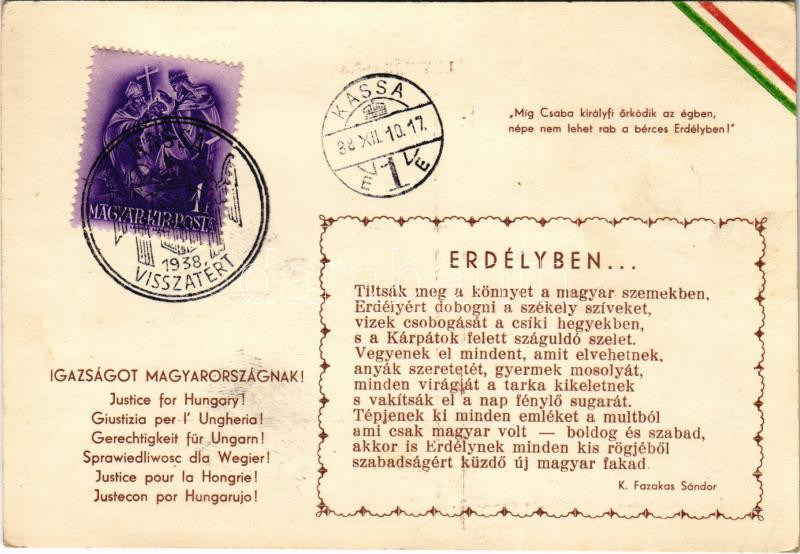 MAGYAR·KIR·POSTA
1f
1938.
VISSZATÉRT
KASSA
38 XII. 10. 17.
1
„Míg Csaba királyfi őrködik az égben,
népe nem lehet rab a bérces Erdélyben!"
IGAZSÁGOT MAGYARORSZÁGNAK!
Justice for Hungary!
Giustizia per l' Ungheria!
Gerechtigkeit für Ungarn!
Sprawiedliwosc dla Wegier!
Justice pour la Hongrie!
Justecon por Hungarujo!
ERDÉLYBEN...
Tiltsák meg a könnyet a magyar szemekben,
Erdélyért dobogni a székely szíveket,
vizek csobogását a csíki hegyekben,
s a Kárpátok felett száguldó szelet.
Vegyenek el mindent, amit elvehetnek,
anyák szeretetét, gyermek mosolyát,
minden virágját a tarka kikeletnek
s vakítsák el a nap fénylő sugarát.
Tépjenek ki minden emléket a multból
ami csak magyar volt — boldog és szabad,
akkor is Erdélynek minden kis rögjéből
szabadságért küzdő új magyar fakad.
K. Fazakas Sándor